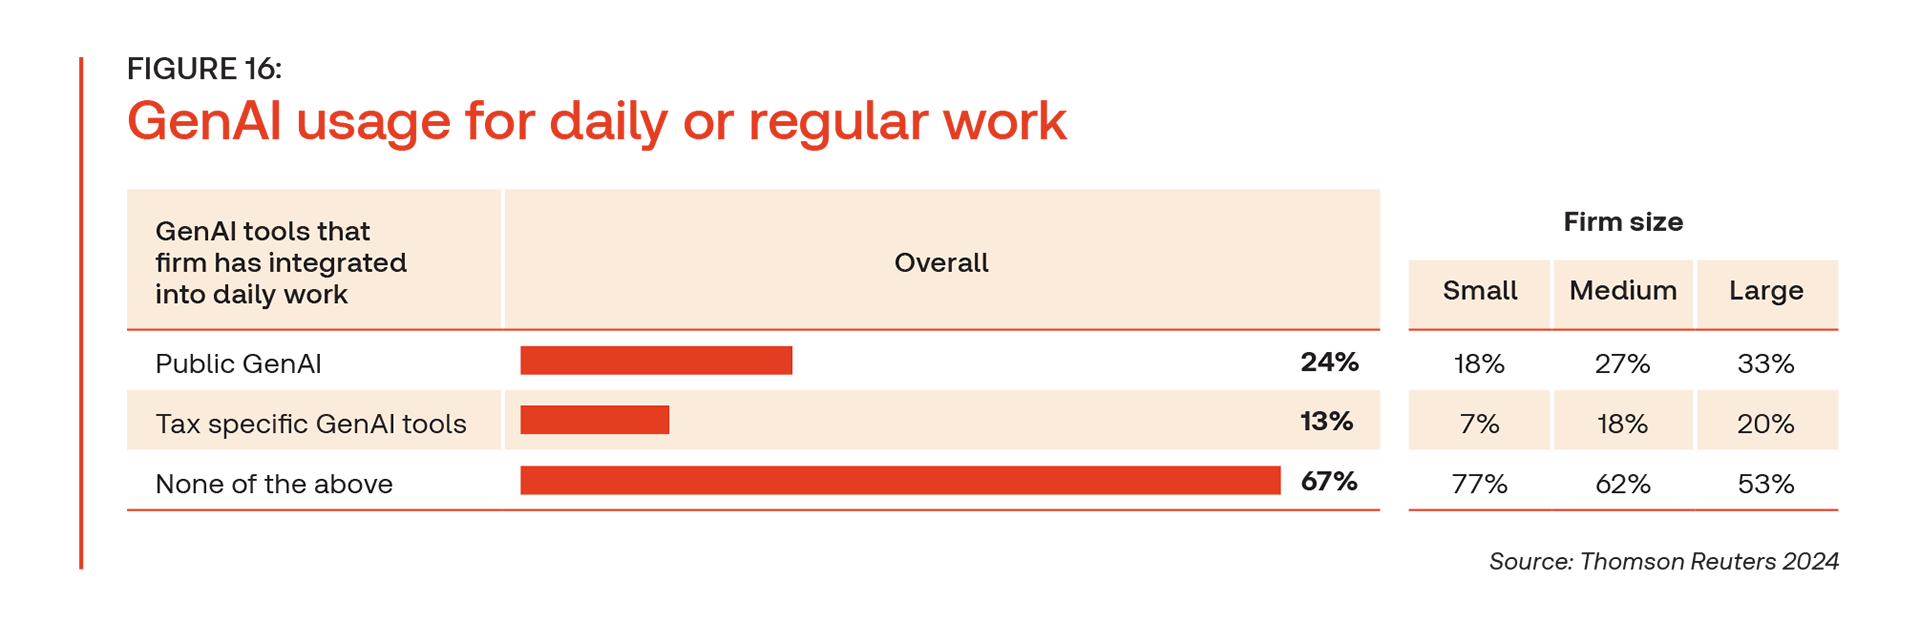 FIGURE 16:
GenAI usage for daily or regular work
GenAI tools that
firm has integrated
into daily work
Overall
Firm size
Small Medium Large
Public GenAI 24% 18% 27% 33%
Tax specific GenAI tools 13% 7% 18% 20%
None of the above 67% 77% 62% 53%
Source: Thomson Reuters 2024